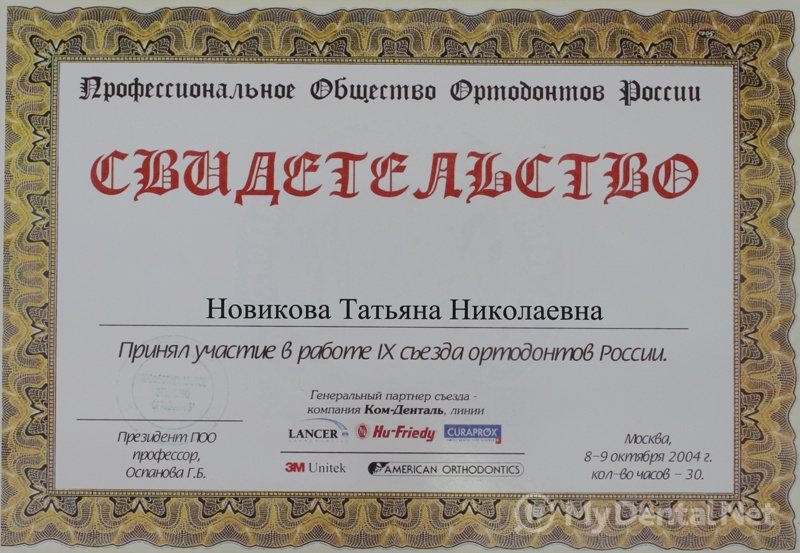 Профессиональное Общество Ортодонтов России
СВИДЕТЕЛЬСТВО
Новикова Татьяна Николаевна
Принял участие в работе IX съезда ортодонтов России.
Генеральный партнер съезда -
компания Ком-Денталь, линии
LANCER Hu-Friedy CURAPROX
3M Unitek AMERICAN ORTHODONTICS
Президент ПОО
профессор,
Оспанова Г.Б.
Москва,
8-9 октября 2004 г.
кол-во часов – 30.
MyDental.Net